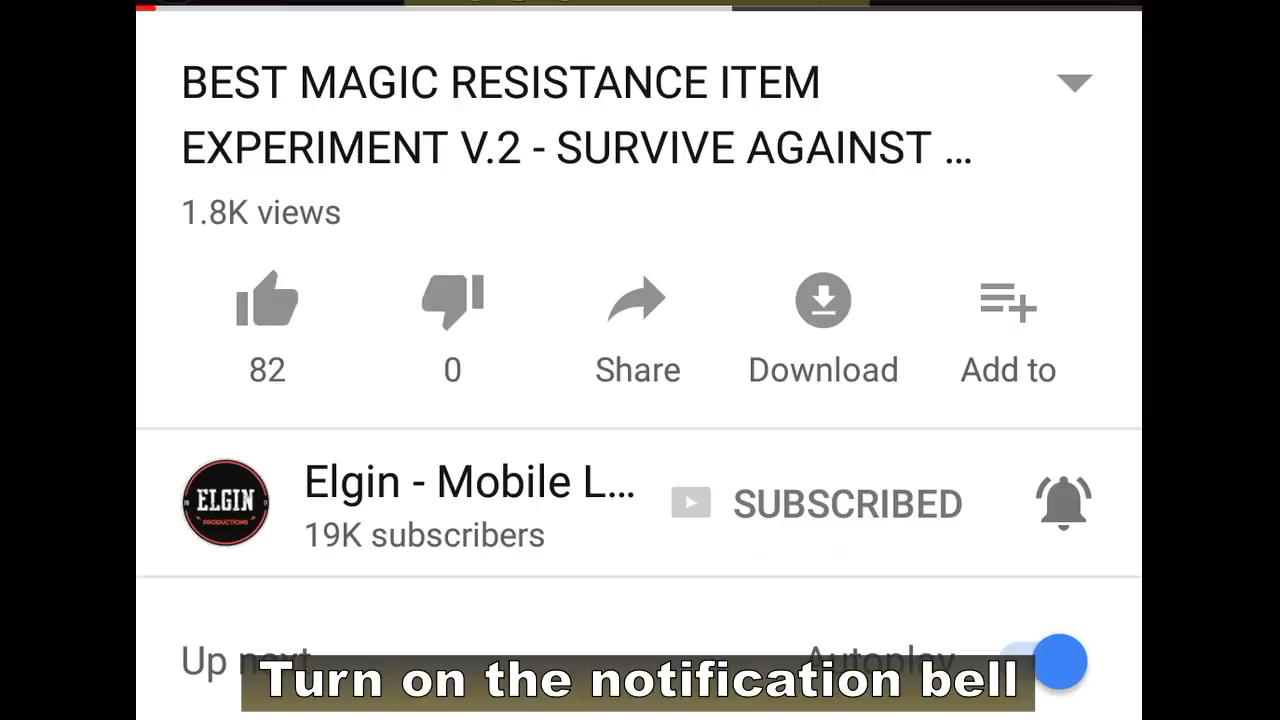 BEST MAGIC RESISTANCE ITEM
EXPERIMENT V.2 - SURVIVE AGAINST ...
1.8K views
82
0
Share
Download
Add to
ELGIN
PRODUCTIONS
Elgin - Mobile L...
SUBSCRIBED
19K subscribers
Up next
Autoplay
Turn on the notification bell